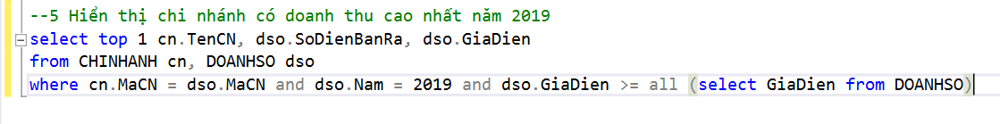 --5 Hiển thị chi nhánh có doanh thu cao nhất năm 2019
select top 1 cn.TenCN, dso.SoDienBanRa, dso.GiaDien
from CHINHANH cn, DOANHSO dso
where cn.MaCN = dso.MaCN and dso.Nam = 2019 and dso.GiaDien >= all (select GiaDien from DOANHSO)